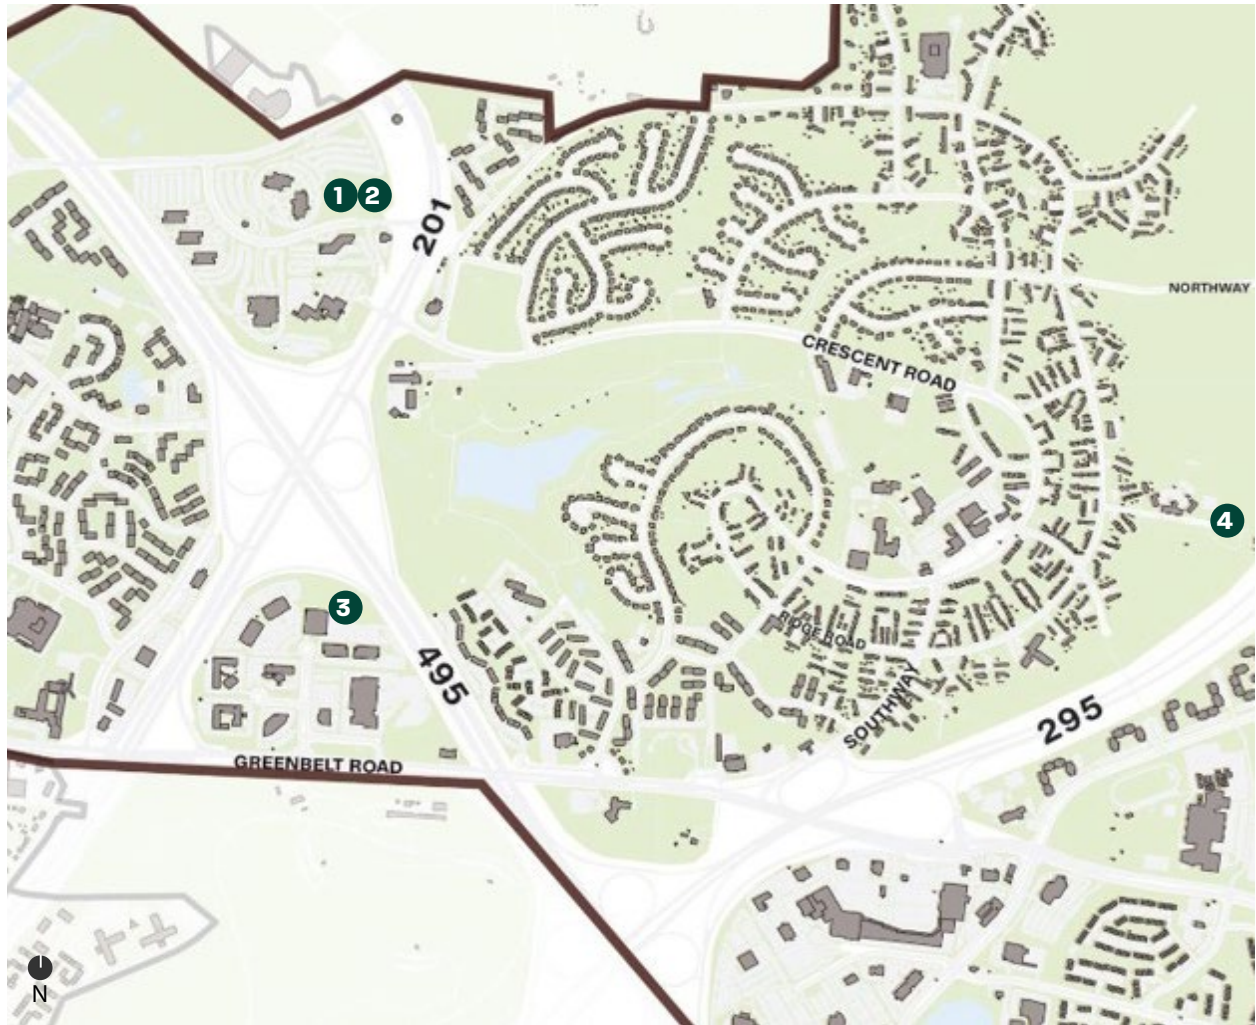 1 2
201
NORTHWAY
CRESCENT ROAD
4
3
RIDGE ROAD
495
SOUTHWAY
295
GREENBELT ROAD
N